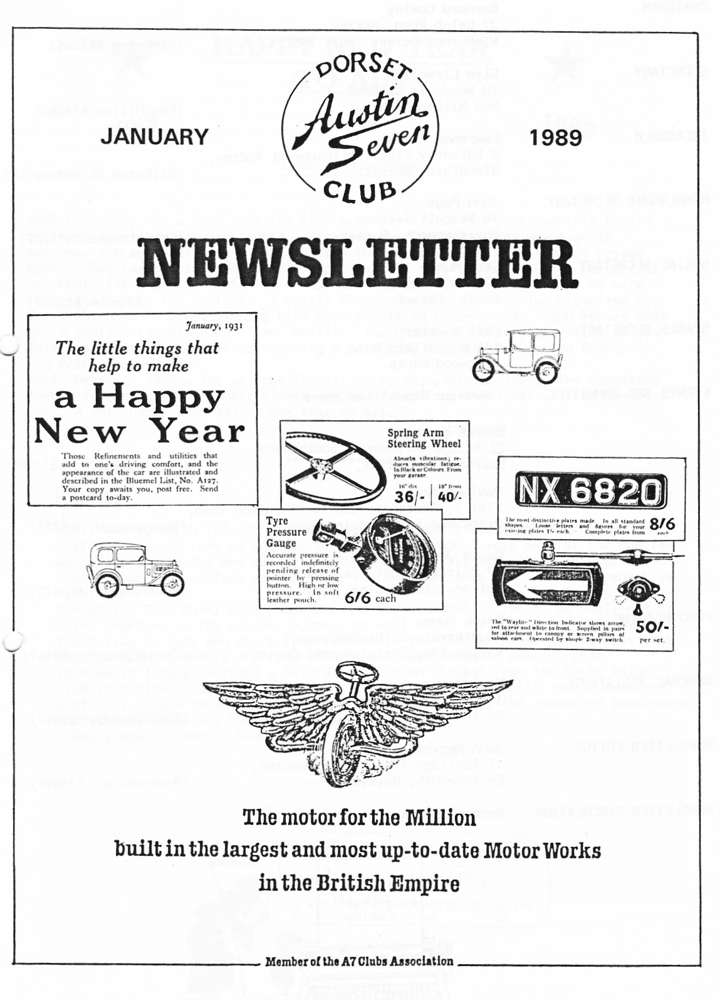 DORSET
Austin
Seven
CLUB
JANUARY
1989
NEWSLETTER
January, 1931
The little things that
help to make
a Happy
New Year
Those Refinements and utilities that
add to one's driving comfort, and the
appearance of the car are illustrated and
described in the Bluemel List, No. A127.
Your copy awaits you, post free. Send
a postcard to-day.
Spring Arm
Steering Wheel
Absorbs vibrations; re-
duces muscular fatigue.
In Black or Colours. From
your garage.
16" dia. 18" from
36/- 40/-
Tyre
Pressure
Gauge
Accurate pressure is
recorded indefinitely
pending release of
pointer by pressing
button. High or low
pressure. In soft
leather pouch.
6/6 each
NX 6820
The most distinctive plates made. In all standard
shapes. Loose letters and figures for your
existing plates 1/- each. Complete plates from
8/6
each
The "Waylite" Direction Indicator shows arrow,
red to rear and white to front. Supplied in pairs
for attachment to canopy or screen pillars of
saloon cars. Operated by simple 2-way switch.
50/-
per set.
The motor for the Million
built in the largest and most up-to-date Motor Works
in the British Empire
Member of the A7 Clubs Association